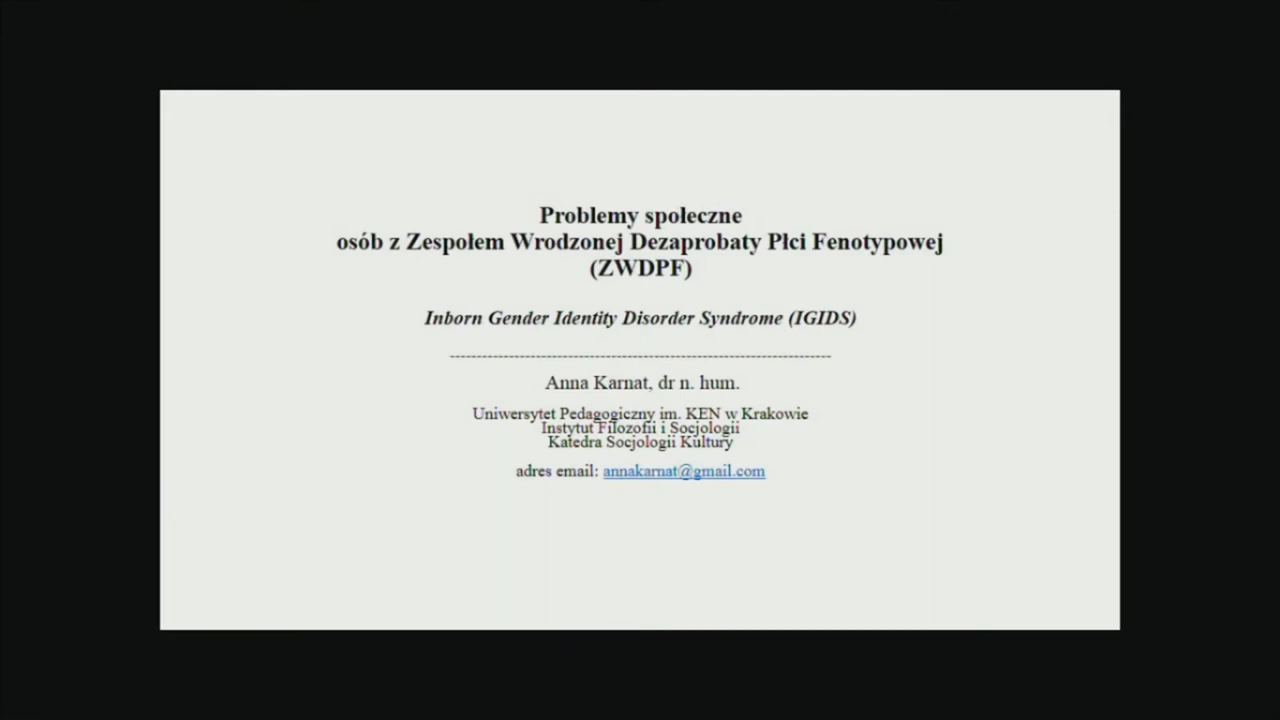 Problemy społeczne
osób z Zespołem Wrodzonej Dezaprobaty Płci Fenotypowej
(ZWDPF)
Inborn Gender Identity Disorder Syndrome (IGIDS)
------------------------------------------------------------------------
Anna Karnat, dr n. hum.
Uniwersytet Pedagogiczny im. KEN w Krakowie
Instytut Filozofii i Socjologii
Katedra Socjologii Kultury
adres email: annakarnat@gmail.com